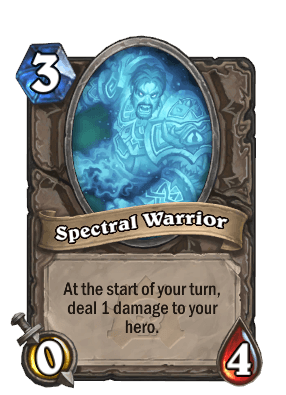 3
Spectral Warrior
At the start of your turn,
deal 1 damage to your
hero.
0
4